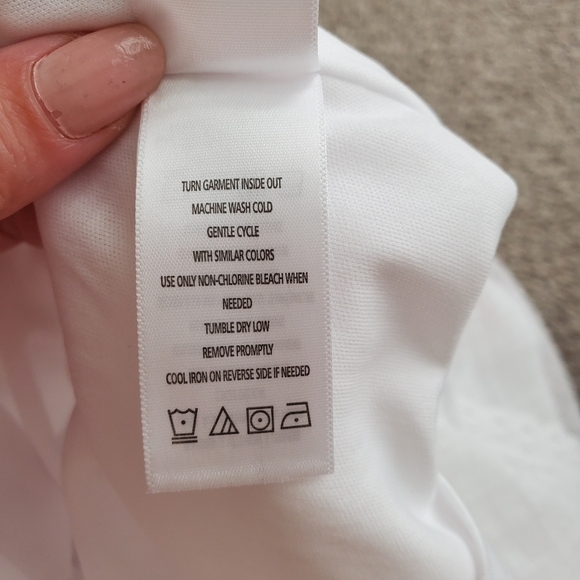 TURN GARMENT INSIDE OUT
MACHINE WASH COLD
GENTLE CYCLE
WITH SIMILAR COLORS
USE ONLY NON-CHLORINE BLEACH WHEN
NEEDED
TUMBLE DRY LOW
REMOVE PROMPTLY
COOL IRON ON REVERSE SIDE IF NEEDED